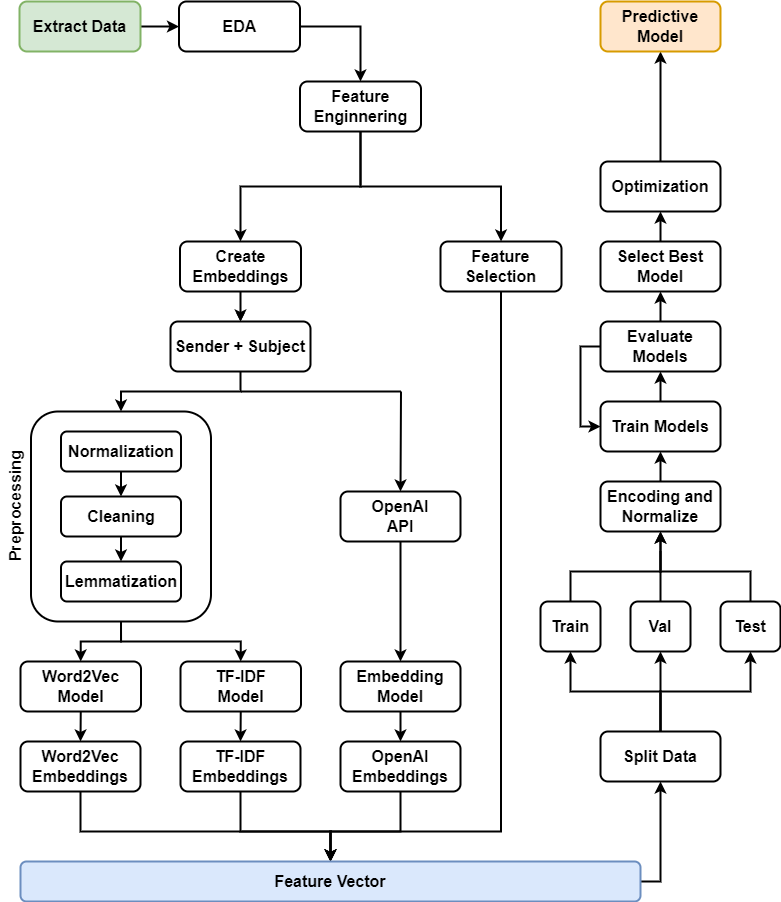 Extract Data
EDA
Feature
Enginnering
Create
Embeddings
Feature
Selection
Sender + Subject
Preprocessing
Normalization
Cleaning
Lemmatization
OpenAI
API
Word2Vec
Model
TF-IDF
Model
Embedding
Model
Word2Vec
Embeddings
TF-IDF
Embeddings
OpenAI
Embeddings
Feature Vector
Split Data
Train
Val
Test
Encoding and
Normalize
Train Models
Evaluate
Models
Select Best
Model
Optimization
Predictive
Model